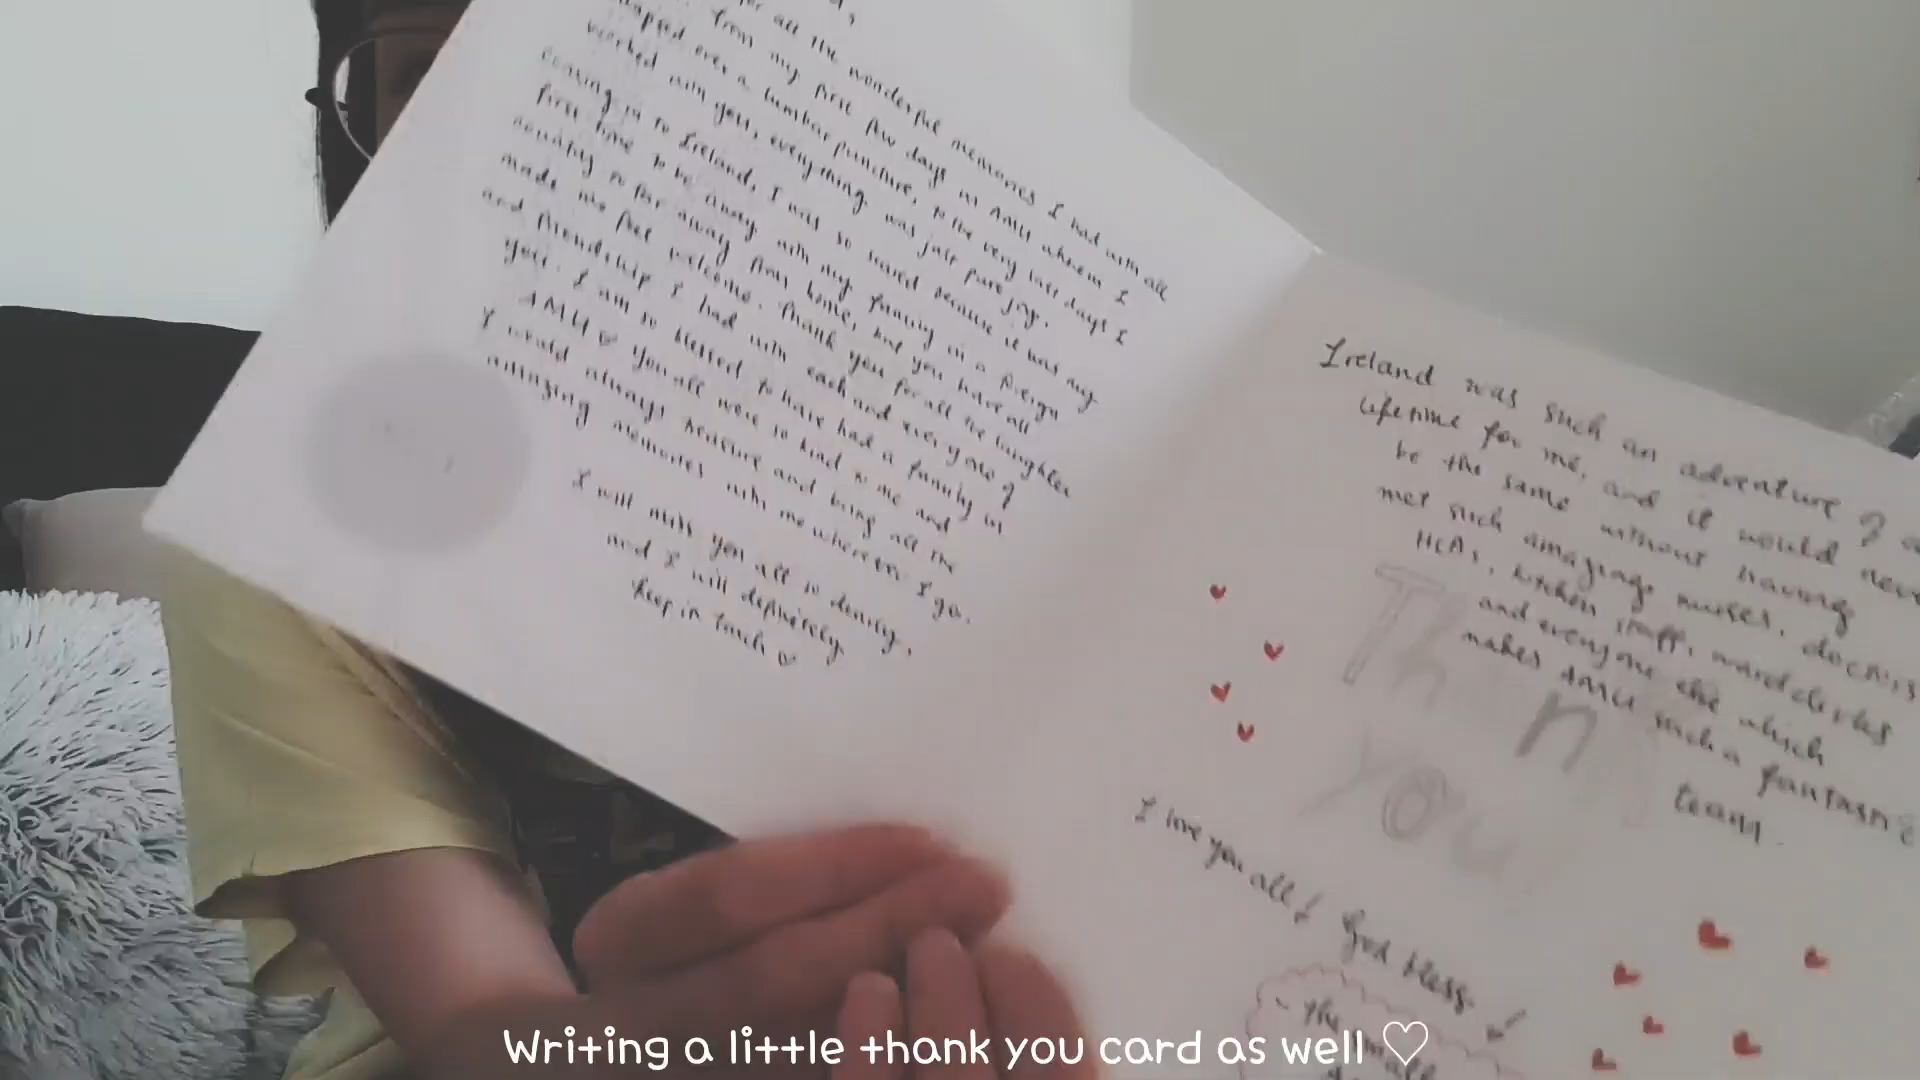 for all the wonderful memories I had with all
from my first few days in AMU when I
over a lumbar puncture, to the very last days I
worked with you, everything was just pure joy.
coming in to Ireland, I was so scared because it was my
first time to be away with my family in a foreign
country so far away from home, but you have all
made me feel welcome. Thank you for all the laughter
and friendship I had with each and everyone of
you. I am so blessed to have had a family in
AMU ♡ you all were so kind to me and
I would always treasure and bring all the
amazing memories with me wherever I go.
I will miss you all so dearly,
and I will definitely
keep in touch ♡
Ireland was such an adventure of a
lifetime for me, and it would never
be the same without having
met such amazing nurses, doctors,
HCAs, kitchen staff, ward clerks
and everyone else which
makes AMU such a fantastic
team.
Thank
you
I love you all! God bless
- the
small
Writing a little thank you card as well ♡